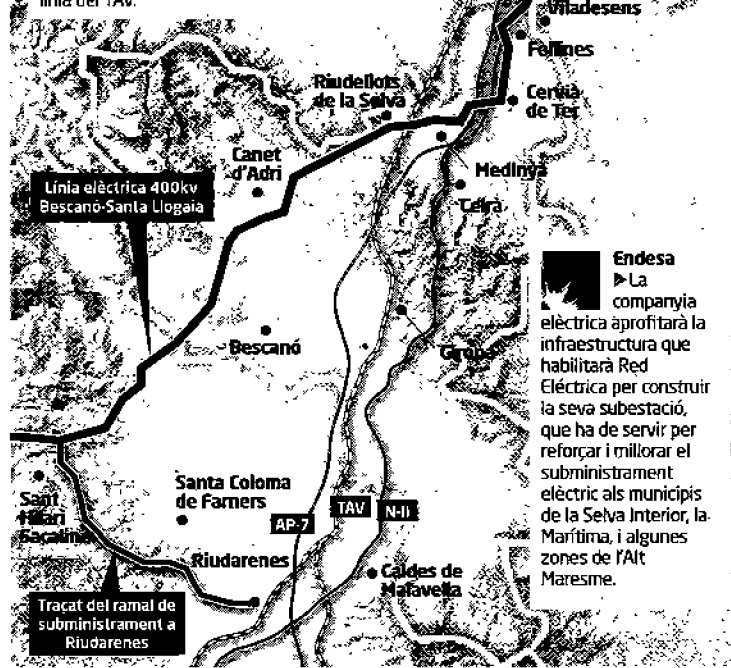 línia del TAV.
Viladesens
Fellines
Cervià
de Ter
Riudellots
de la Selva
Canet
d'Adri
Medinyà
Celrà
Línia elèctrica 400kv
Bescanó-Santa Llogaia
Endesa
La
companyia
elèctrica aprofitarà la
infraestructura que
habilitarà Red
Eléctrica per construir
la seva subestació,
que ha de servir per
reforçar i millorar el
subministrament
elèctric als municipis
de la Selva Interior, la
Marítima, i algunes
zones de l'Alt
Maresme.
Bescanó
Girona
Sant
Hilari
Sacalm
Santa Coloma
de Farners
AP-7
TAV
N-II
Riudarenes
Caldes de
Malavella
Traçat del ramal de
subministrament a
Riudarenes